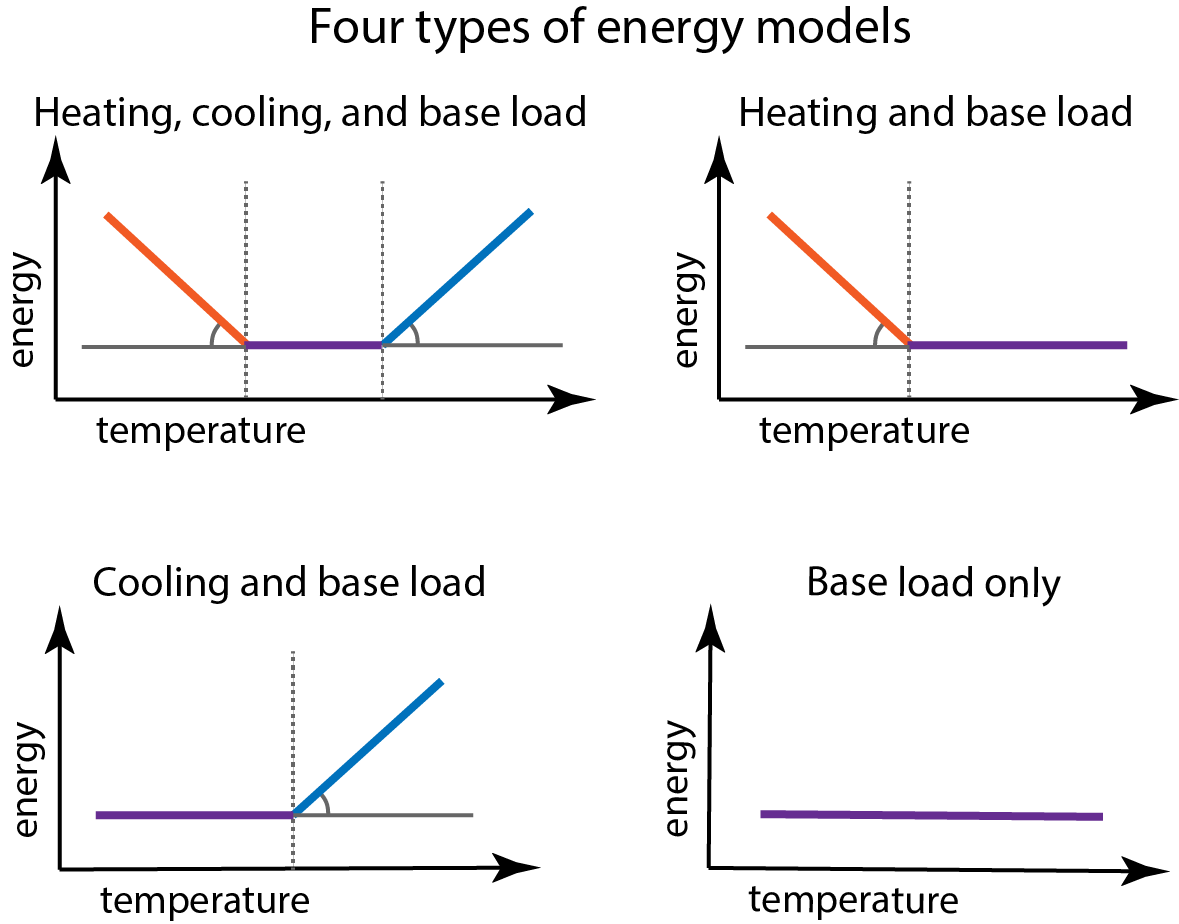 Four types of energy models
Heating, cooling, and base load
energy
temperature
Heating and base load
energy
temperature
Cooling and base load
energy
temperature
Base load only
energy
temperature